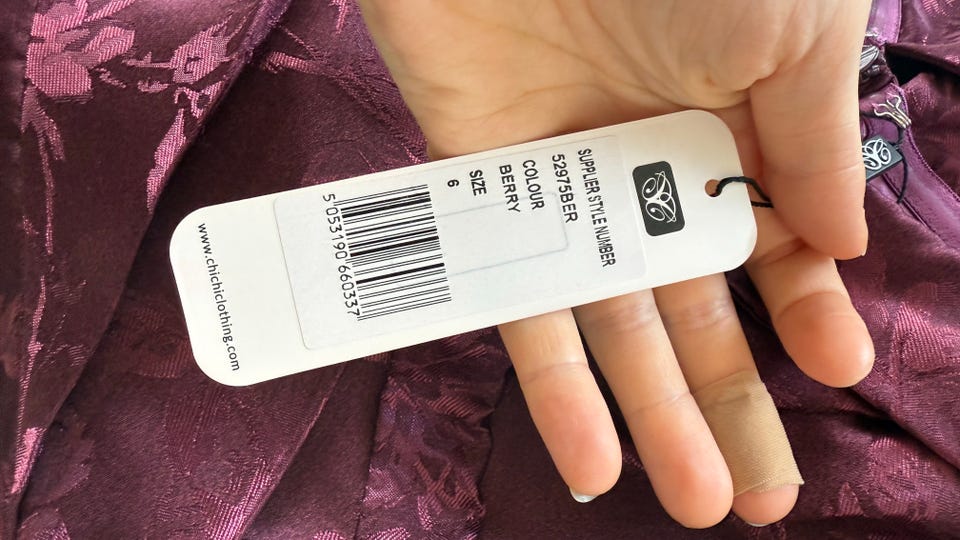 SUPPLIER STYLE NUMBER
52975BER
COLOUR
BERRY
SIZE
6
5 053190 660337
www.chichiclothing.com